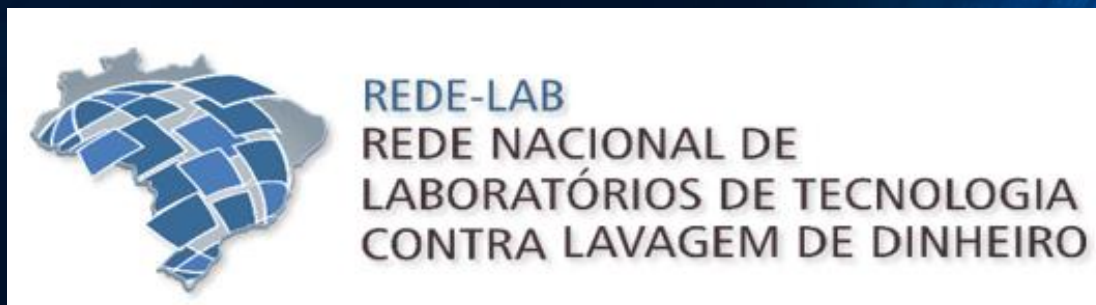 REDE-LAB
REDE NACIONAL DE
LABORATÓRIOS DE TECNOLOGIA
CONTRA LAVAGEM DE DINHEIRO